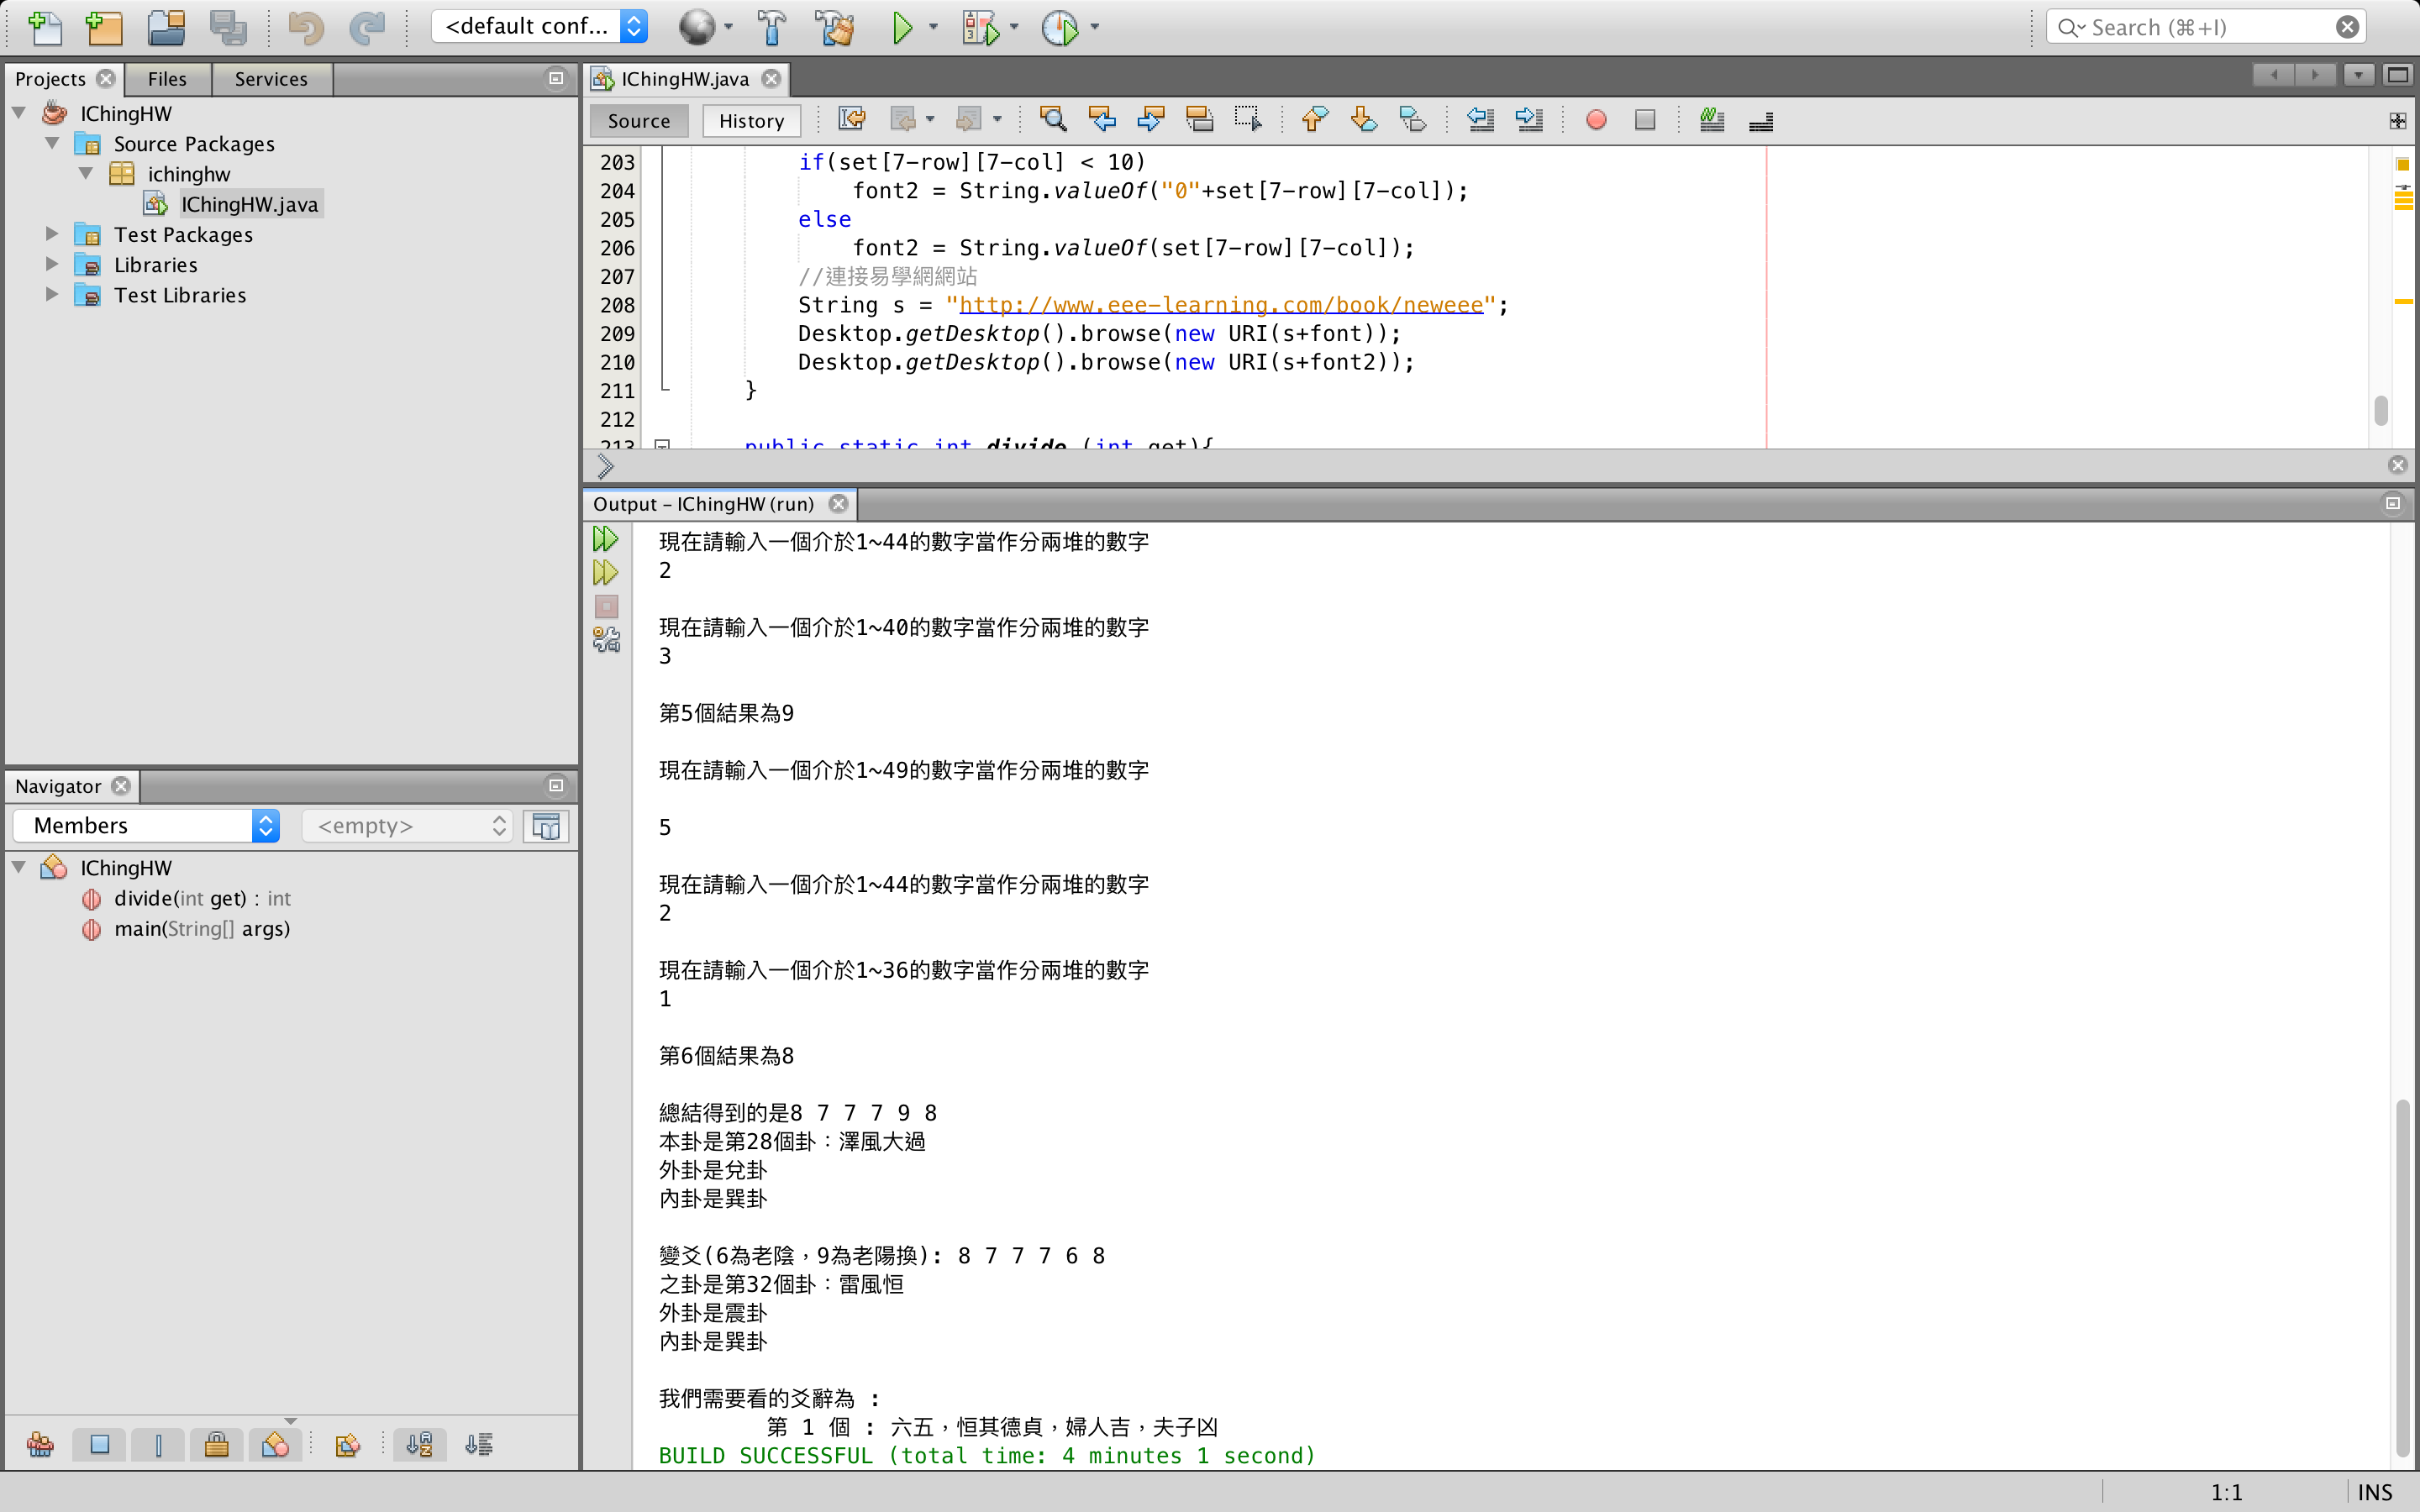 <default conf...
Search (⌘+I)
Projects
Files
Services
IChingHW
Source Packages
ichinghw
IChingHW.java
Test Packages
Libraries
Test Libraries
Navigator
Members
<empty>
IChingHW
divide(int get) : int
main(String[] args)
IChingHW.java
Source
History
203 if(set[7-row][7-col] < 10)
204 font2 = String.valueOf("0"+set[7-row][7-col]);
205 else
206 font2 = String.valueOf(set[7-row][7-col]);
207 //連接易學網網站
208 String s = "http://www.eee-learning.com/book/neweee";
209 Desktop.getDesktop().browse(new URI(s+font));
210 Desktop.getDesktop().browse(new URI(s+font2));
211 }
212
213 public static int divide (int get){
Output - IChingHW (run)
現在請輸入一個介於1~44的數字當作分兩堆的數字
2
現在請輸入一個介於1~40的數字當作分兩堆的數字
3
第5個結果為9
現在請輸入一個介於1~49的數字當作分兩堆的數字
5
現在請輸入一個介於1~44的數字當作分兩堆的數字
2
現在請輸入一個介於1~36的數字當作分兩堆的數字
1
第6個結果為8
總結得到的是8 7 7 7 9 8
本卦是第28個卦：澤風大過
外卦是兌卦
內卦是巽卦
變爻(6為老陰，9為老陽換): 8 7 7 7 6 8
之卦是第32個卦：雷風恒
外卦是震卦
內卦是巽卦
我們需要看的爻辭為 :
第 1 個 : 六五，恒其德貞，婦人吉，夫子凶
BUILD SUCCESSFUL (total time: 4 minutes 1 second)
1:1
INS